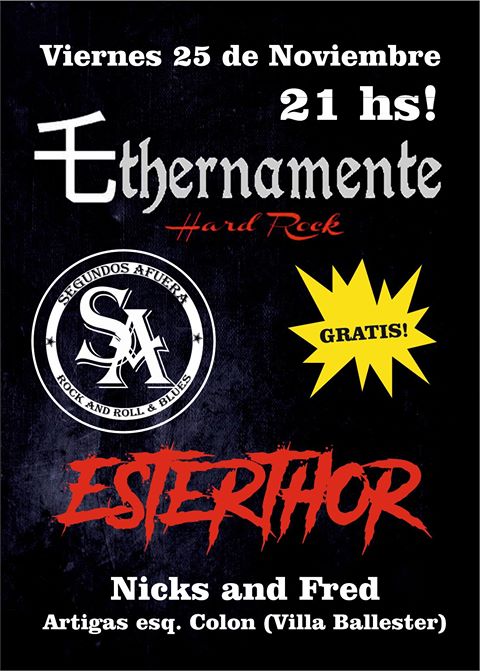 Viernes 25 de Noviembre
21 hs!
Ethernamente
Hard Rock
SEGUNDOS AFUERA
SA
ROCK AND ROLL & BLUES
GRATIS!
ESTERTHOR
Nicks and Fred
Artigas esq. Colon (Villa Ballester)